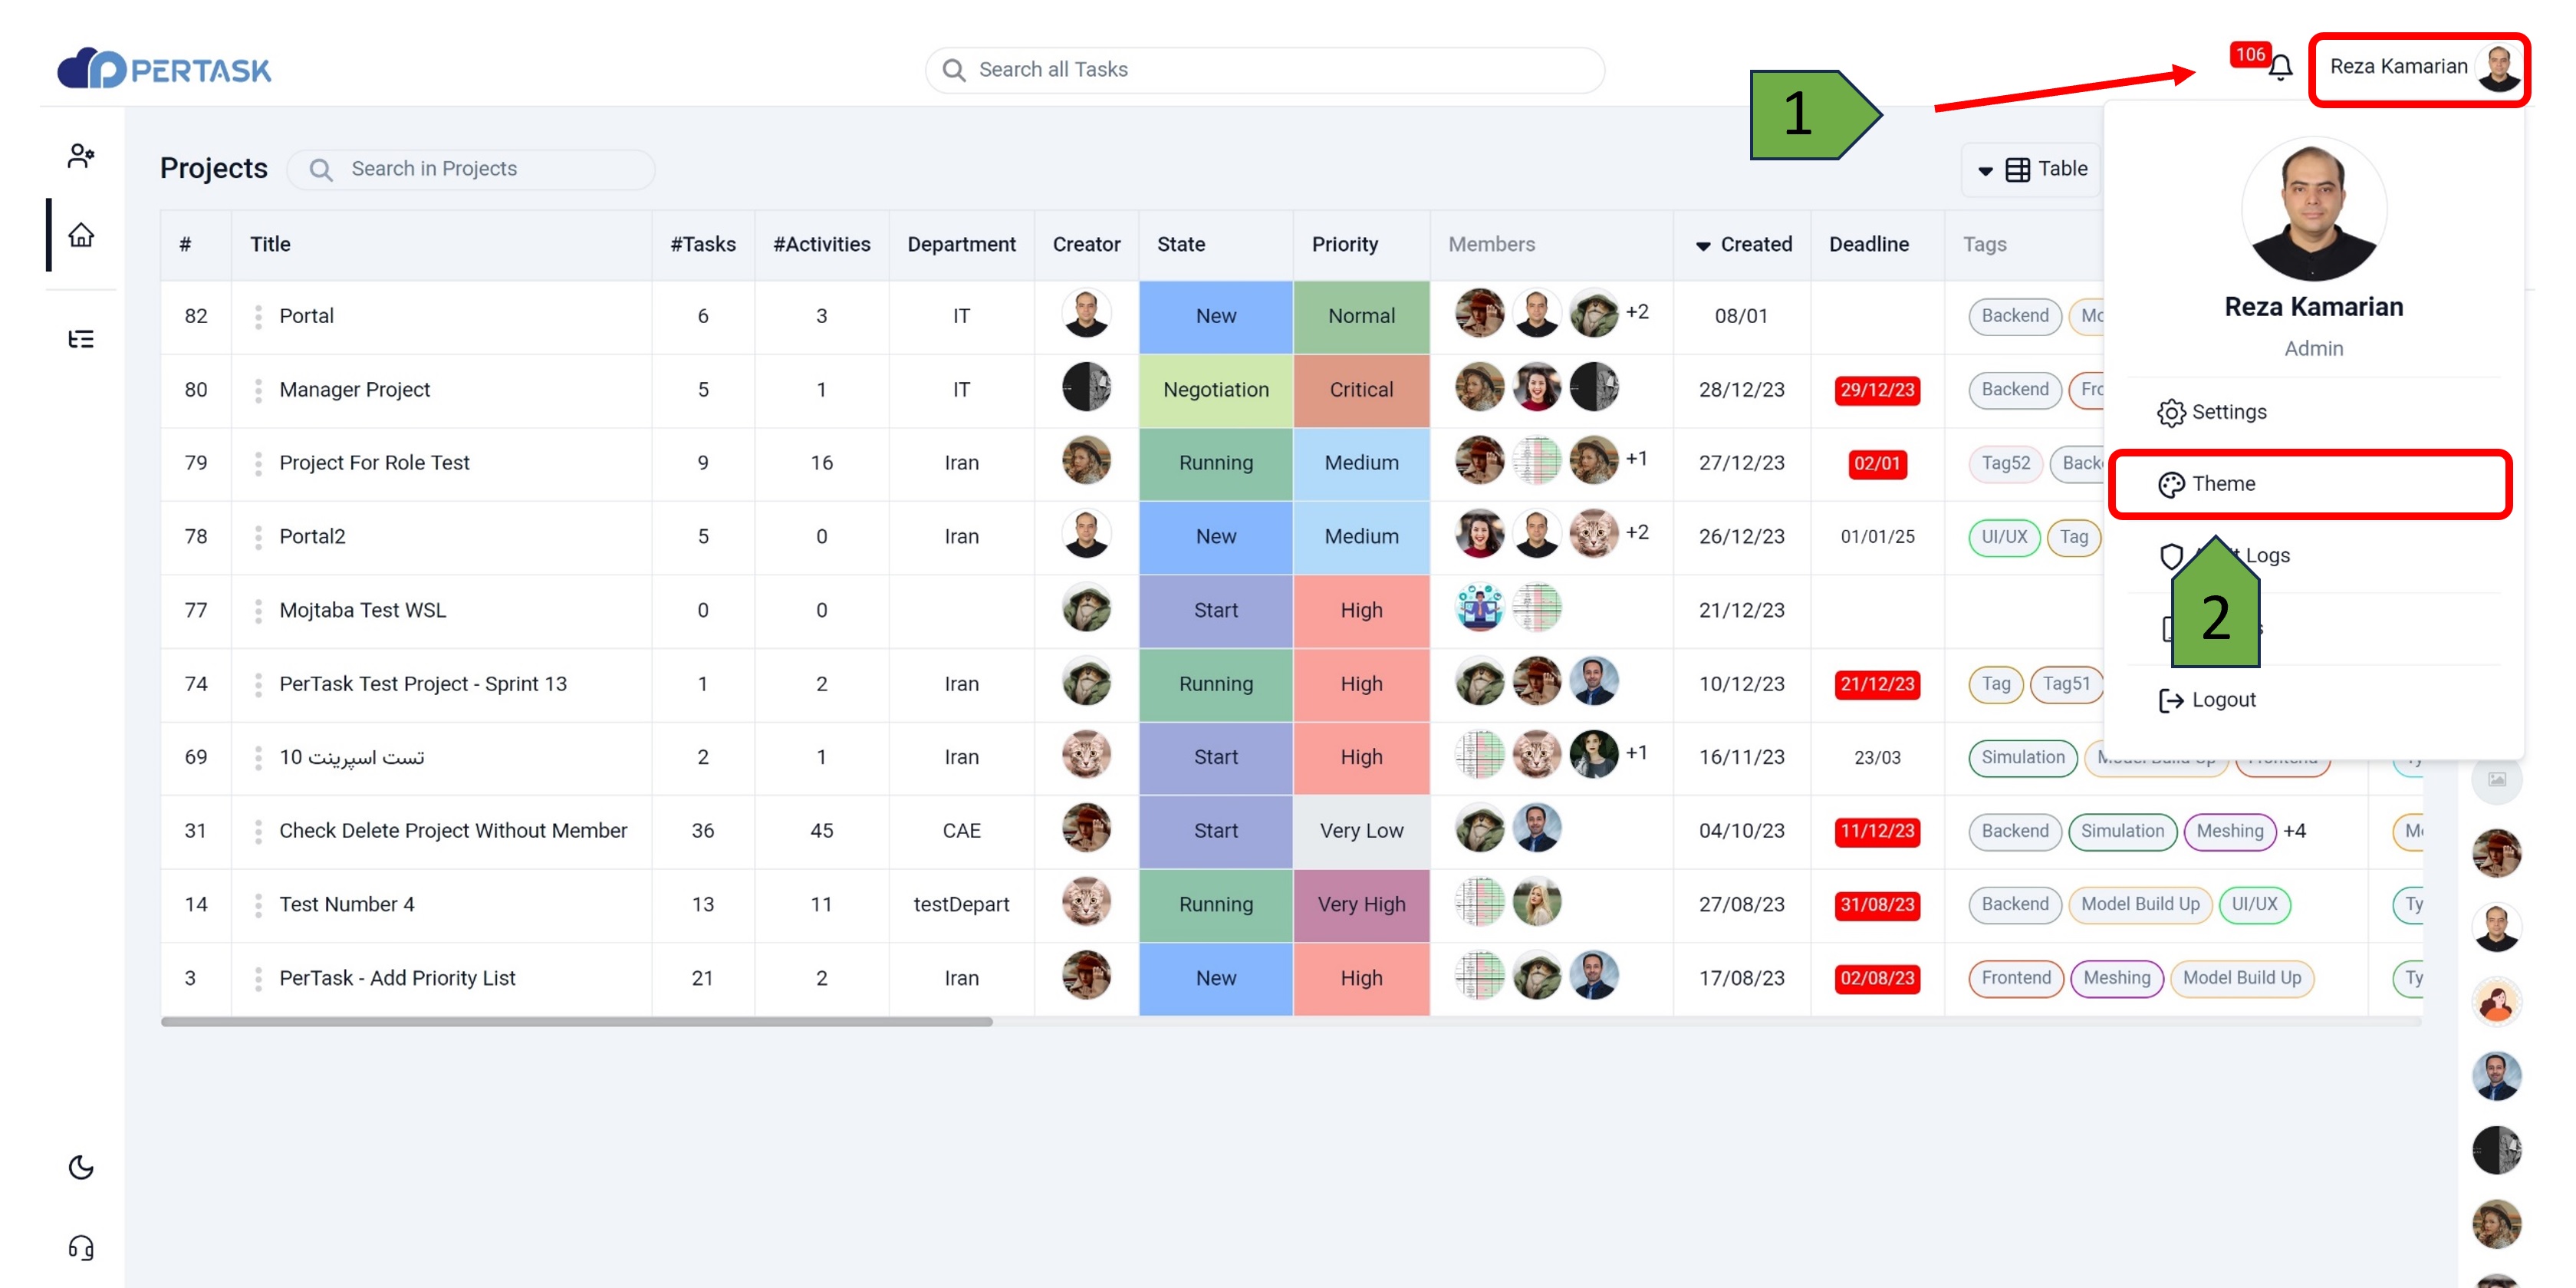 PERTASK
Search all Tasks
106
Reza Kamarian
1
Projects
Search in Projects
Table
# Title #Tasks #Activities Department Creator State Priority Members Created Deadline Tags
82 Portal 6 3 IT New Normal +2 08/01 Backend
80 Manager Project 5 1 IT Negotiation Critical 28/12/23 29/12/23 Backend
79 Project For Role Test 9 16 Iran Running Medium +1 27/12/23 02/01 Tag52
78 Portal2 5 0 Iran New Medium +2 26/12/23 01/01/25 UI/UX Tag
77 Mojtaba Test WSL 0 0 Start High 21/12/23
74 PerTask Test Project - Sprint 13 1 2 Iran Running High 10/12/23 21/12/23 Tag Tag51
69 تست اسپرینت 10 2 1 Iran Start High +1 16/11/23 23/03 Simulation
31 Check Delete Project Without Member 36 45 CAE Start Very Low 04/10/23 11/12/23 Backend Simulation Meshing +4
14 Test Number 4 13 11 testDepart Running Very High 27/08/23 31/08/23 Backend Model Build Up UI/UX Ty
3 PerTask - Add Priority List 21 2 Iran New High 17/08/23 02/08/23 Frontend Meshing Model Build Up Ty
Reza Kamarian
Admin
Settings
Theme
Logs
2
Logout